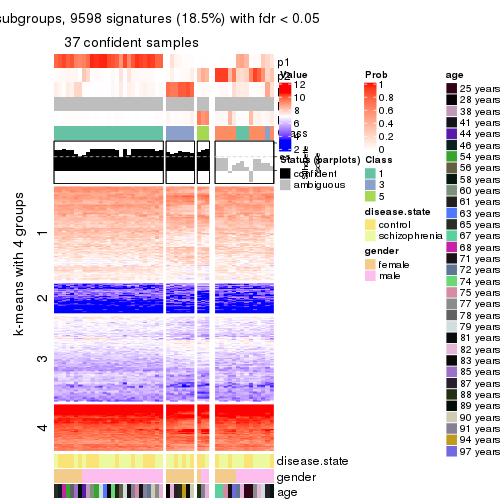 subgroups, 9598 signatures (18.5%) with fdr < 0.05
37 confident samples
k-means with 4 groups
1
2
3
4
p1
disease.state
gender
age
Value
12
10
8
6
4
2
Status (barplots)
confident
ambiguous
Prob
1
0.8
0.6
0.4
0.2
0
Class
1
3
5
disease.state
control
schizophrenia
gender
female
male
age
25 years
28 years
38 years
41 years
44 years
46 years
54 years
56 years
58 years
60 years
61 years
63 years
65 years
67 years
68 years
71 years
72 years
74 years
75 years
77 years
78 years
79 years
81 years
82 years
83 years
85 years
87 years
88 years
89 years
90 years
91 years
94 years
97 years